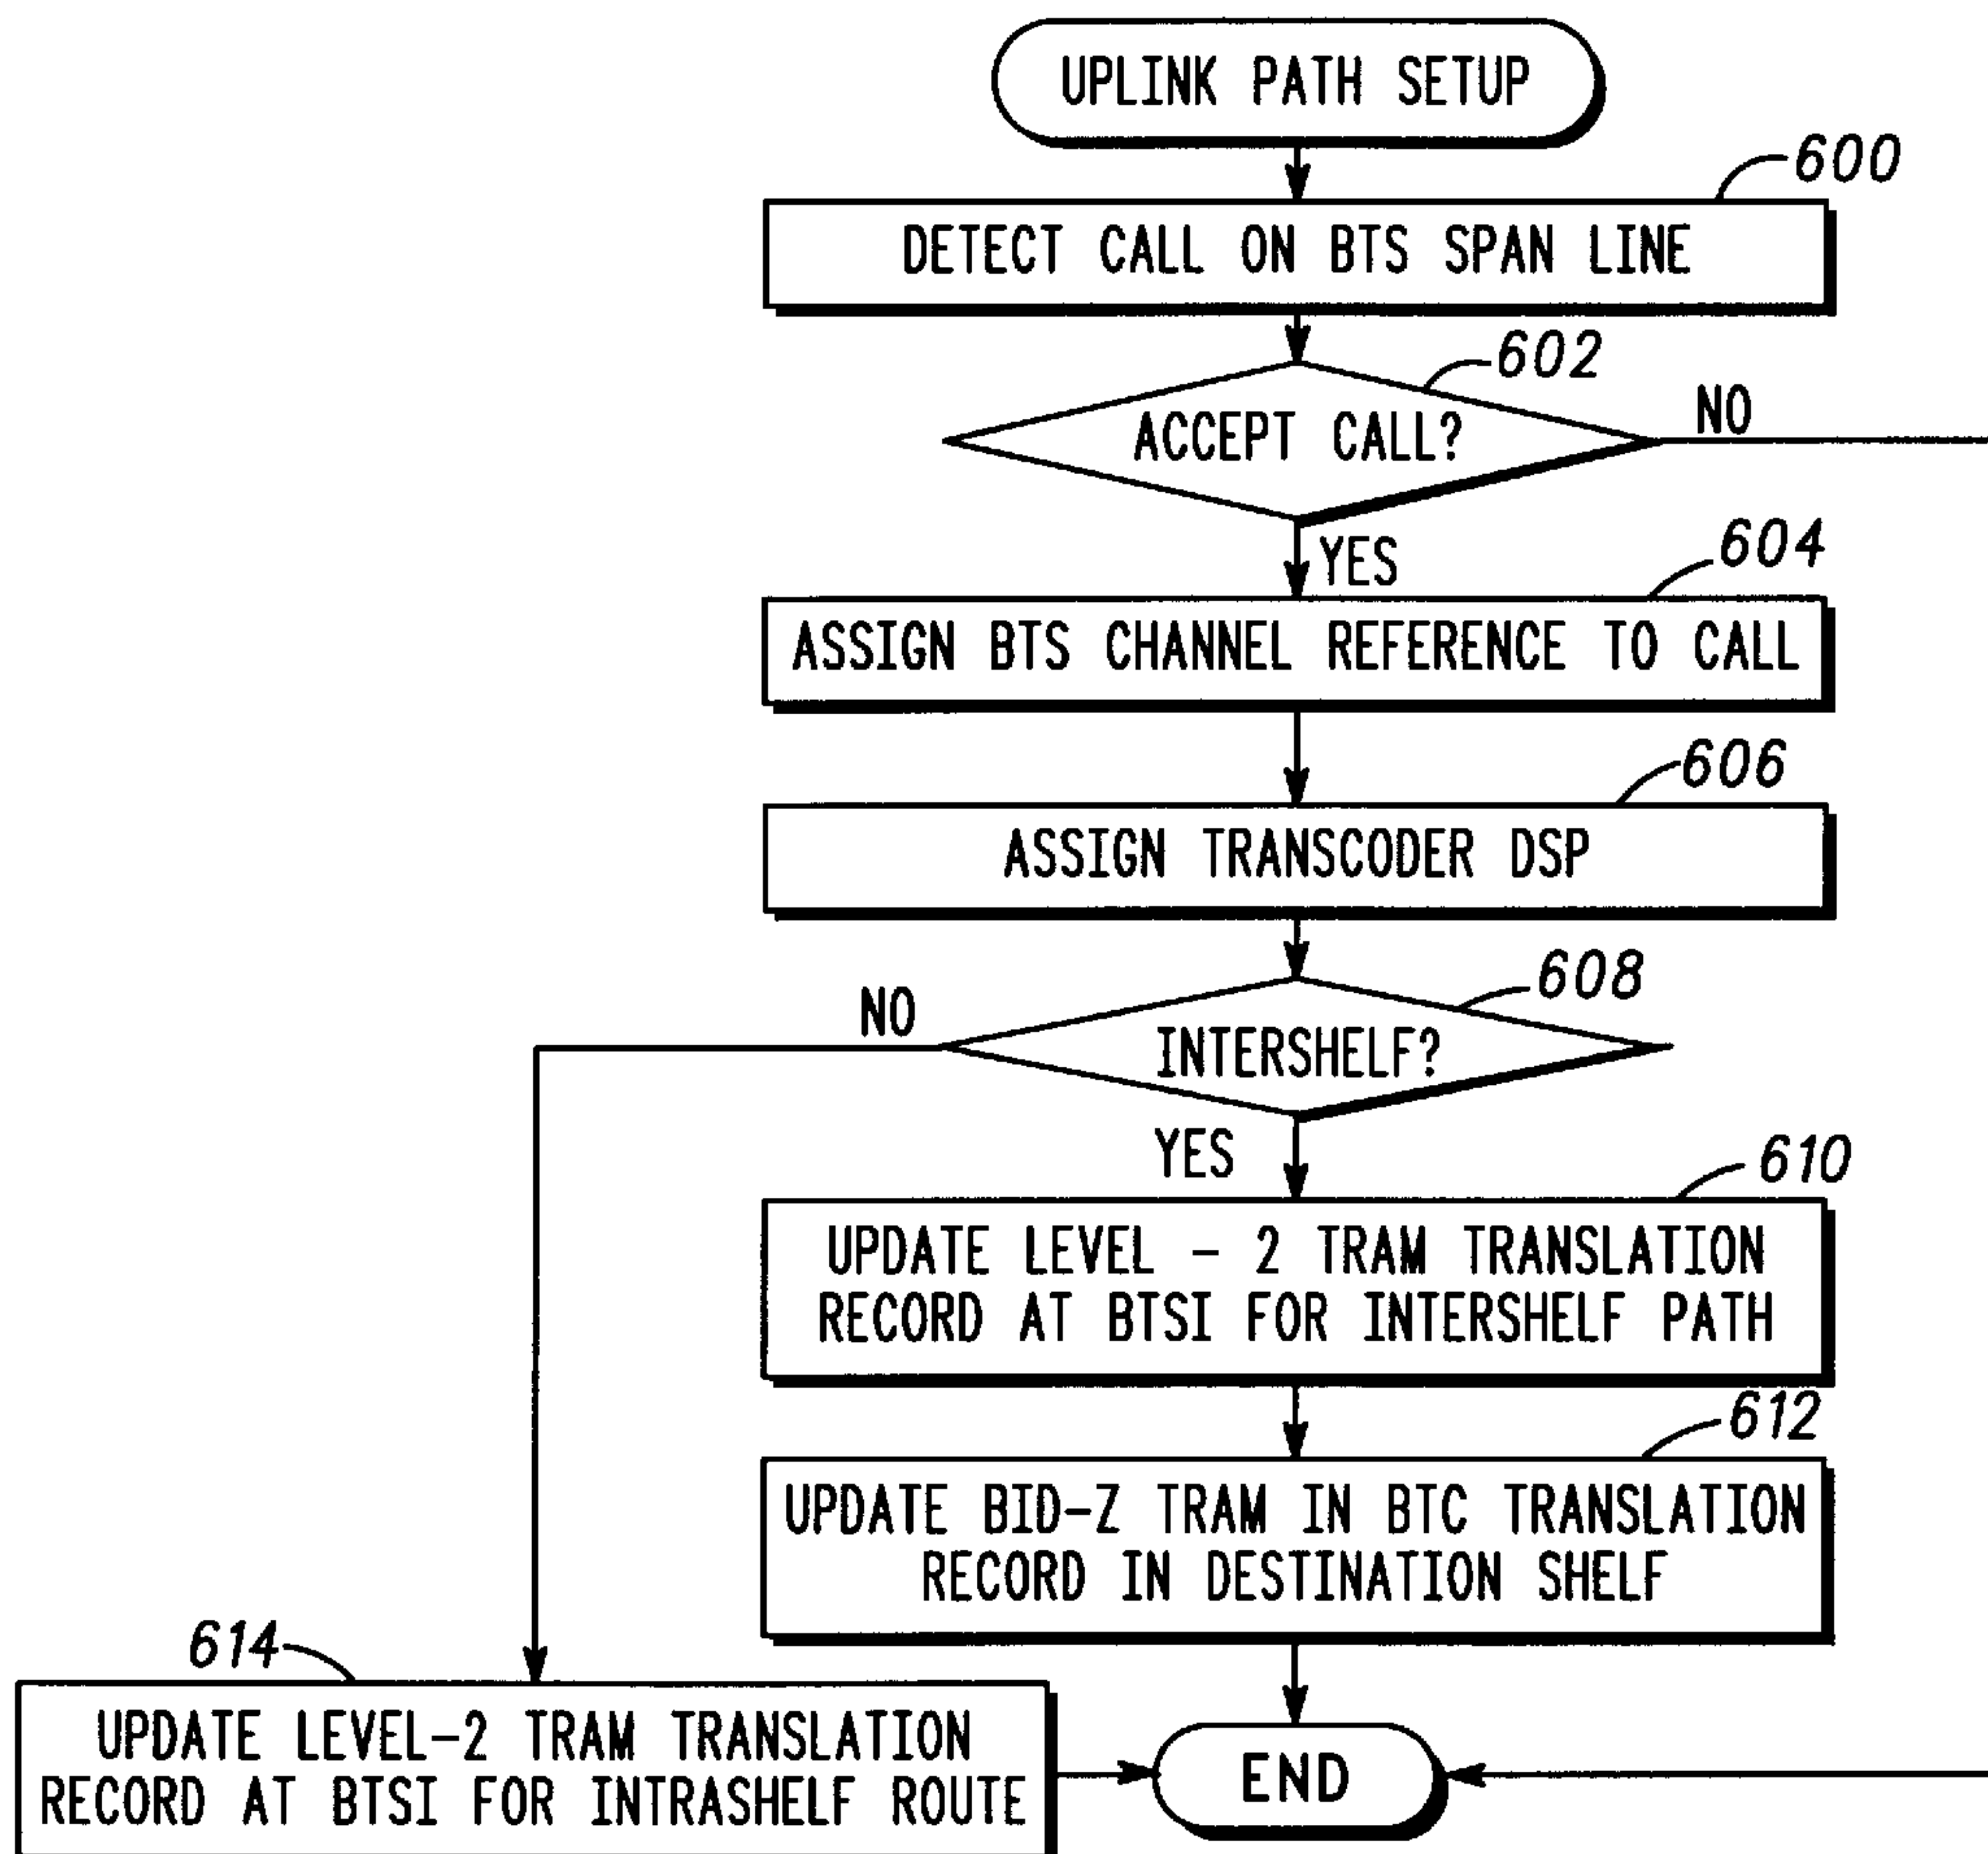 UPLINK PATH SETUP
600
DETECT CALL ON BTS SPAN LINE
602
ACCEPT CALL?
NO
YES
604
ASSIGN BTS CHANNEL REFERENCE TO CALL
606
ASSIGN TRANSCODER DSP
608
NO
INTERSHELF?
YES
610
UPDATE LEVEL - 2 TRAM TRANSLATION
RECORD AT BTSI FOR INTERSHELF PATH
612
UPDATE BID-Z TRAM IN BTC TRANSLATION
RECORD IN DESTINATION SHELF
614
UPDATE LEVEL-2 TRAM TRANSLATION
RECORD AT BTSI FOR INTRASHELF ROUTE
END